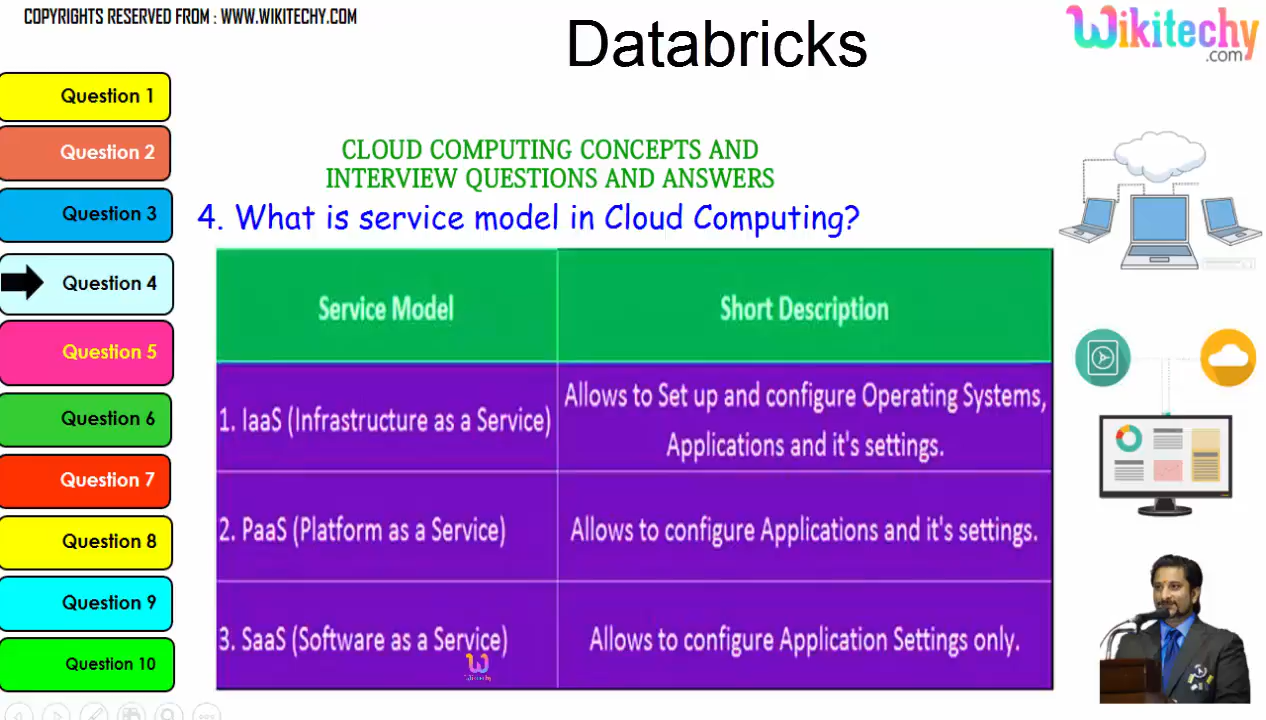 COPYRIGHTS RESERVED FROM : WWW.WIKITECHY.COM
Databricks
Wikitechy
.com
Question 1
Question 2
Question 3
Question 4
Question 5
Question 6
Question 7
Question 8
Question 9
Question 10
CLOUD COMPUTING CONCEPTS AND
INTERVIEW QUESTIONS AND ANSWERS
4. What is service model in Cloud Computing?
Service Model
Short Description
1. IaaS (Infrastructure as a Service)
Allows to Set up and configure Operating Systems,
Applications and it's settings.
2. PaaS (Platform as a Service)
Allows to configure Applications and it's settings.
3. SaaS (Software as a Service)
Allows to configure Application Settings only.
Wikitechy